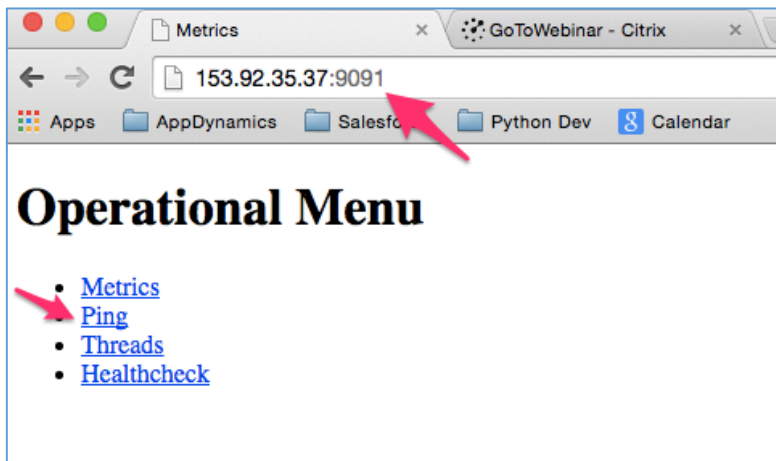 Metrics
GoToWebinar - Citrix
153.92.35.37:9091
Apps AppDynamics Python Dev 8 Calendar
Operational Menu
Metrics
Ping
Threads
Healthcheck